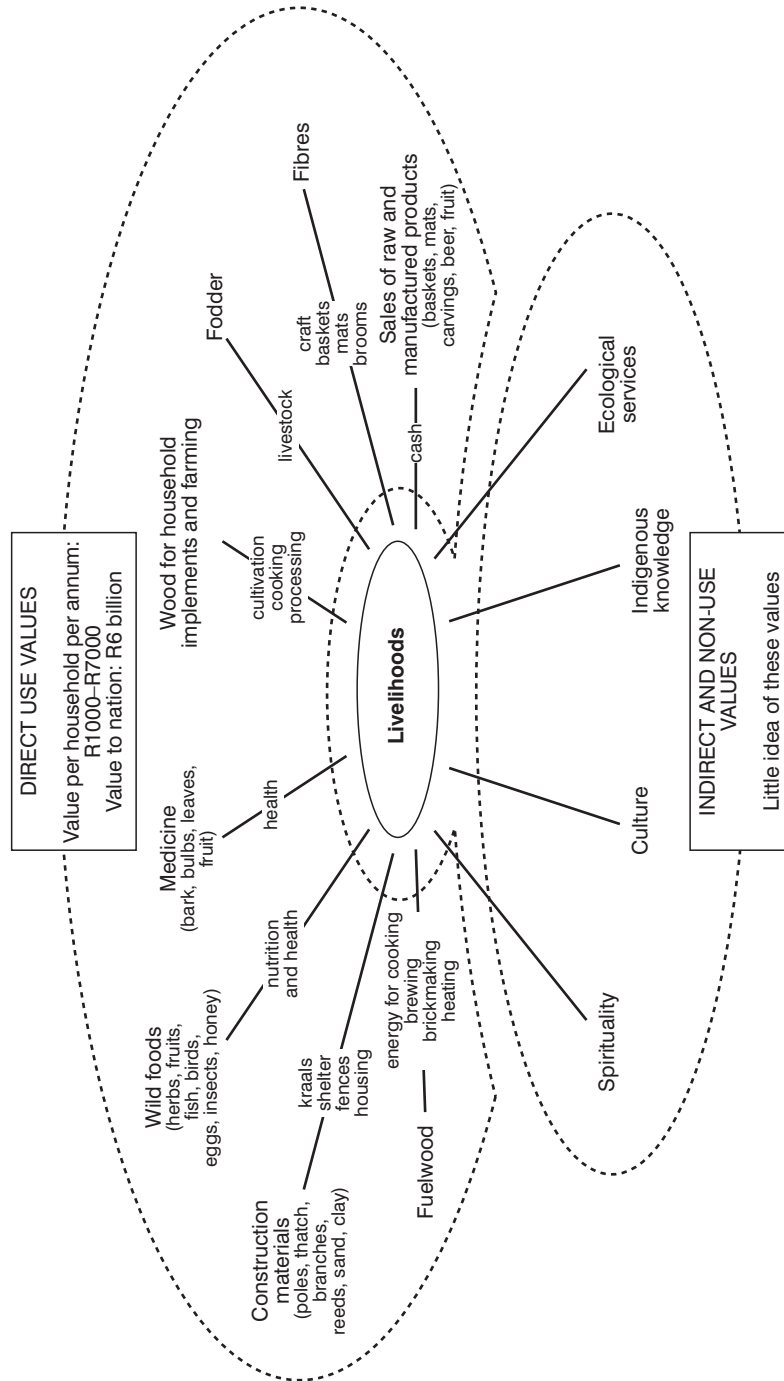 DIRECT USE VALUES
Value per household per annum:
R1000–R7000
Value to nation: R6 billion
Construction
materials
(poles, thatch,
branches,
reeds, sand, clay)
kraals
shelter
fences
housing
Wild foods
(herbs, fruits,
fish, birds,
eggs, insects, honey)
nutrition
and health
Medicine
(bark, bulbs, leaves,
fruit)
health
Wood for household
implements and farming
cultivation
cooking
processing
Fodder
livestock
Fibres
craft
baskets
mats
brooms
Sales of raw and
manufactured products
(baskets, mats,
carvings, beer, fruit)
cash
Fuelwood
energy for cooking
brewing
brickmaking
heating
Livelihoods
Spirituality
Culture
Indigenous
knowledge
Ecological
services
INDIRECT AND NON-USE
VALUES
Little idea of these values